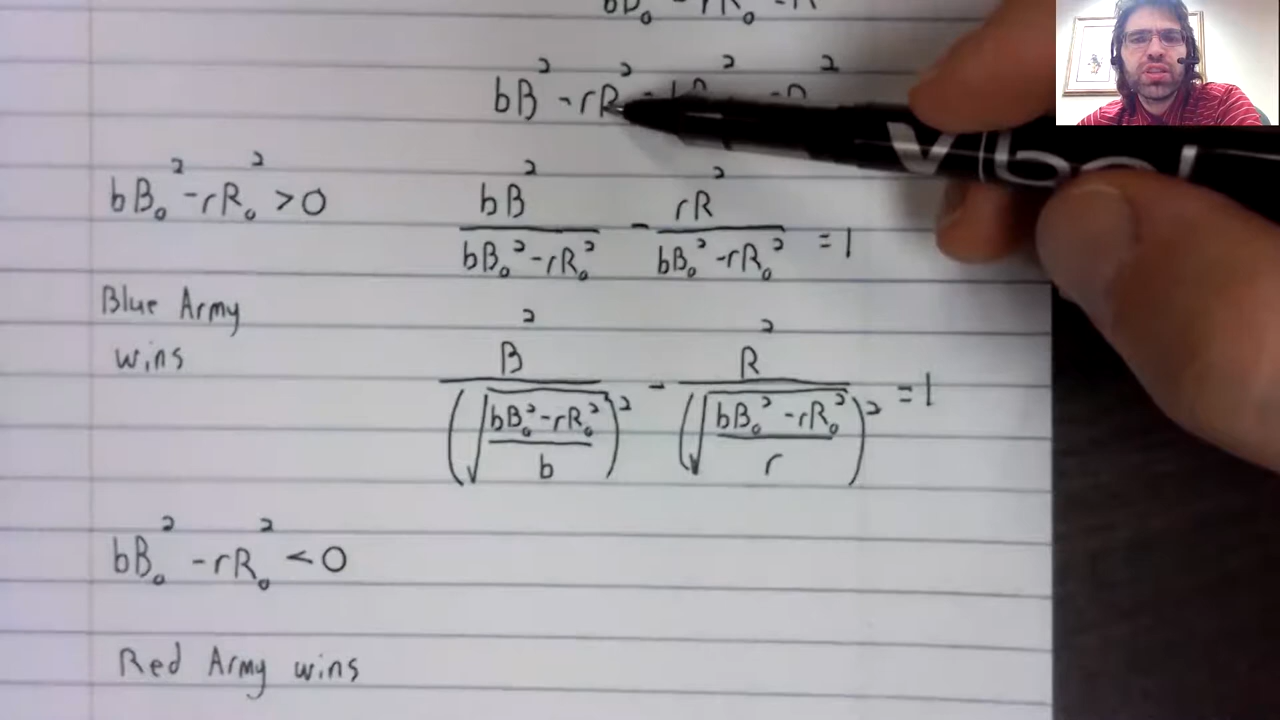 bB² - rR²
bB₀² - rR₀² > 0
bB² / (bB₀² - rR₀²) - rR² / (bB₀² - rR₀²) = 1
Blue Army
wins
B² / (√((bB₀² - rR₀²) / b))² - R² / (√((bB₀² - rR₀²) / r))² = 1
bB₀² - rR₀² < 0
Red Army wins